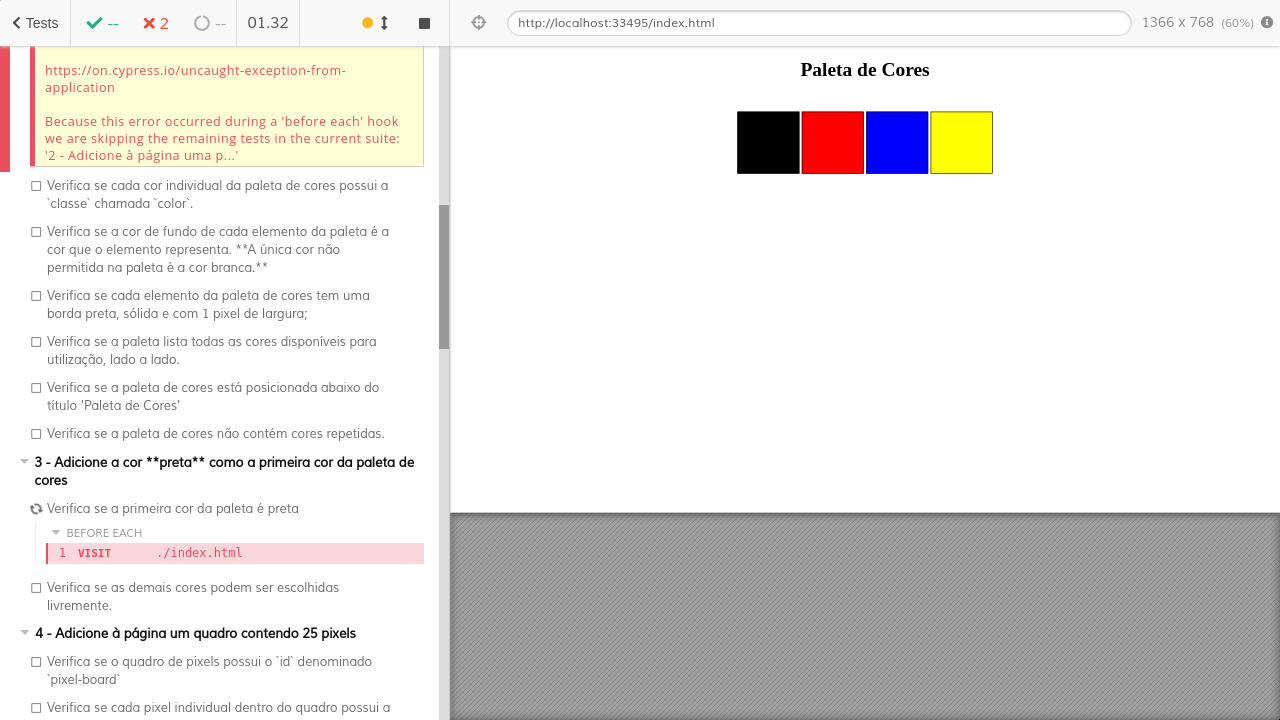 Tests
--
2
--
01.32
http://localhost:33495/index.html
1366 x 768 (60%)
https://on.cypress.io/uncaught-exception-from-
application
Because this error occurred during a 'before each' hook
we are skipping the remaining tests in the current suite:
'2 - Adicione à página uma p...'
Verifica se cada cor individual da paleta de cores possui a
`classe` chamada `color`.
Verifica se a cor de fundo de cada elemento da paleta é a
cor que o elemento representa. **A única cor não
permitida na paleta é a cor branca.**
Verifica se cada elemento da paleta de cores tem uma
borda preta, sólida e com 1 pixel de largura;
Verifica se a paleta lista todas as cores disponíveis para
utilização, lado a lado.
Verifica se a paleta de cores está posicionada abaixo do
título 'Paleta de Cores'
Verifica se a paleta de cores não contém cores repetidas.
3 - Adicione a cor **preta** como a primeira cor da paleta de
cores
Verifica se a primeira cor da paleta é preta
BEFORE EACH
1 VISIT ./index.html
Verifica se as demais cores podem ser escolhidas
livremente.
4 - Adicione à página um quadro contendo 25 pixels
Verifica se o quadro de pixels possui o `id` denominado
`pixel-board`
Verifica se cada pixel individual dentro do quadro possui a
Paleta de Cores